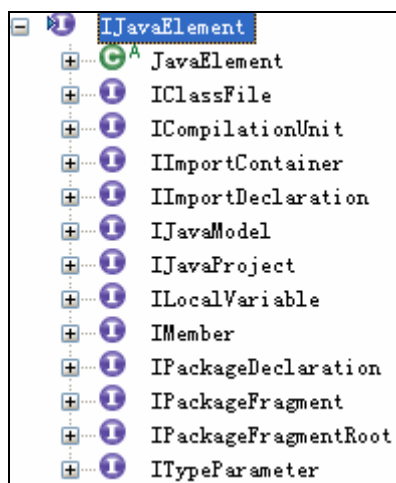 IJavaElement
JavaElement
IClassFile
ICompilationUnit
IImportContainer
IImportDeclaration
IJavaModel
IJavaProject
ILocalVariable
IMember
IPackageDeclaration
IPackageFragment
IPackageFragmentRoot
ITypeParameter